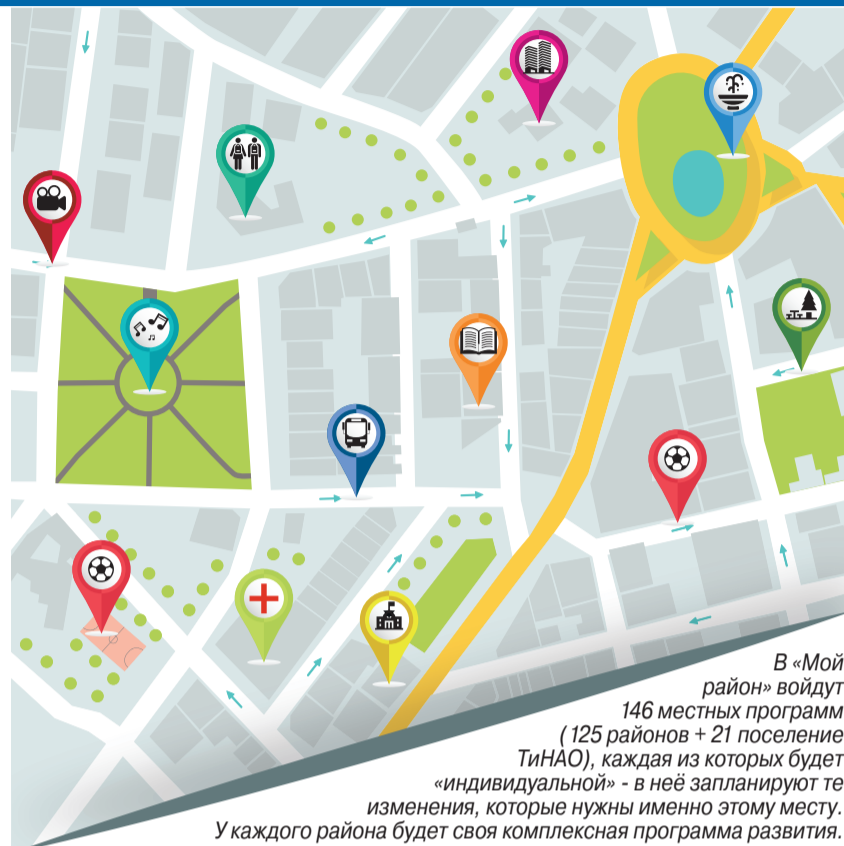 В «Мой
район» войдут
146 местных программ
(125 районов + 21 поселение
ТиНАО), каждая из которых будет
«индивидуальной» - в неё запланируют те
изменения, которые нужны именно этому месту.
У каждого района будет своя комплексная программа развития.